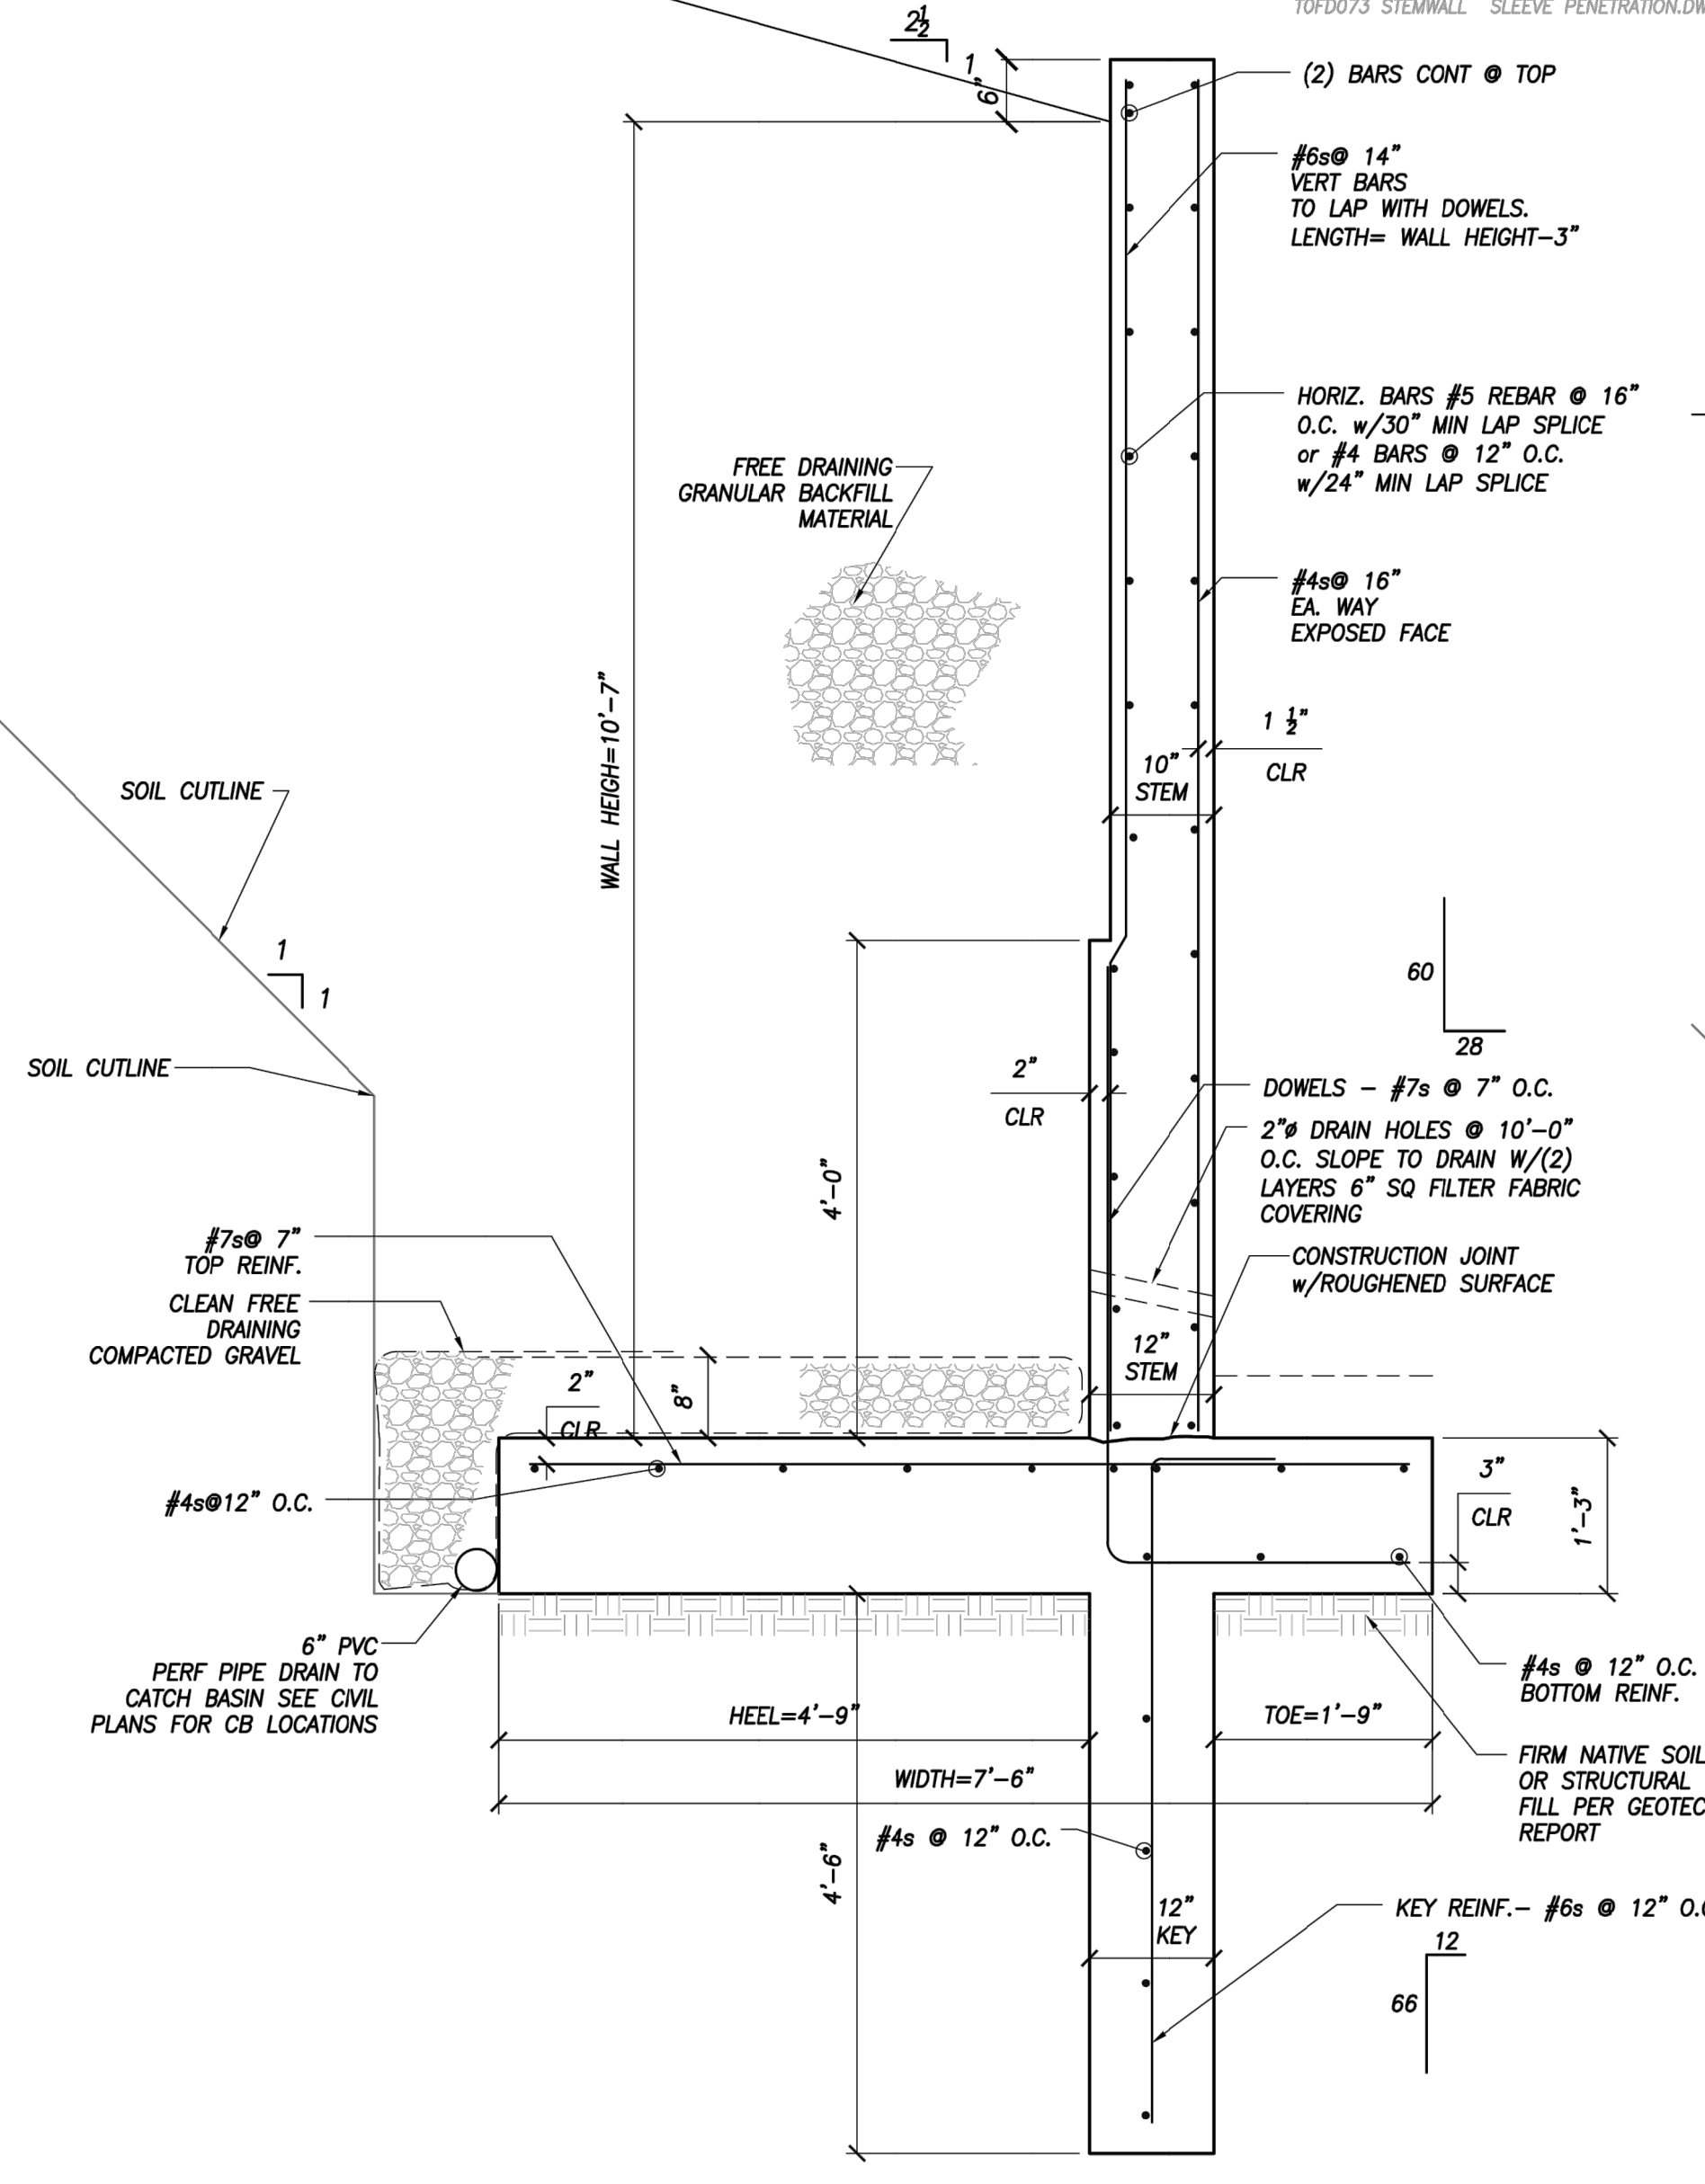 TOFD073 STEMWALL SLEEVE PENETRATION.DW
2½
1
6"
(2) BARS CONT @ TOP
#6s@ 14"
VERT BARS
TO LAP WITH DOWELS.
LENGTH= WALL HEIGHT-3"
HORIZ. BARS #5 REBAR @ 16"
O.C. w/30" MIN LAP SPLICE
or #4 BARS @ 12" O.C.
w/24" MIN LAP SPLICE
FREE DRAINING
GRANULAR BACKFILL
MATERIAL
#4s@ 16"
EA. WAY
EXPOSED FACE
WALL HEIGH=10'-7"
1 ½"
CLR
10"
STEM
SOIL CUTLINE
1
1
60
28
SOIL CUTLINE
2"
CLR
DOWELS - #7s @ 7" O.C.
2"ø DRAIN HOLES @ 10'-0"
O.C. SLOPE TO DRAIN W/(2)
LAYERS 6" SQ FILTER FABRIC
COVERING
4'-0"
#7s@ 7"
TOP REINF.
CONSTRUCTION JOINT
w/ROUGHENED SURFACE
CLEAN FREE
DRAINING
COMPACTED GRAVEL
12"
STEM
2"
CLR
8"
3"
CLR
1'-3"
#4s@12" O.C.
6" PVC
PERF PIPE DRAIN TO
CATCH BASIN SEE CIVIL
PLANS FOR CB LOCATIONS
#4s @ 12" O.C.
BOTTOM REINF.
HEEL=4'-9"
TOE=1'-9"
WIDTH=7'-6"
FIRM NATIVE SOIL
OR STRUCTURAL
FILL PER GEOTEC
REPORT
#4s @ 12" O.C.
4'-6"
12"
KEY
KEY REINF.- #6s @ 12" O.C
12
66